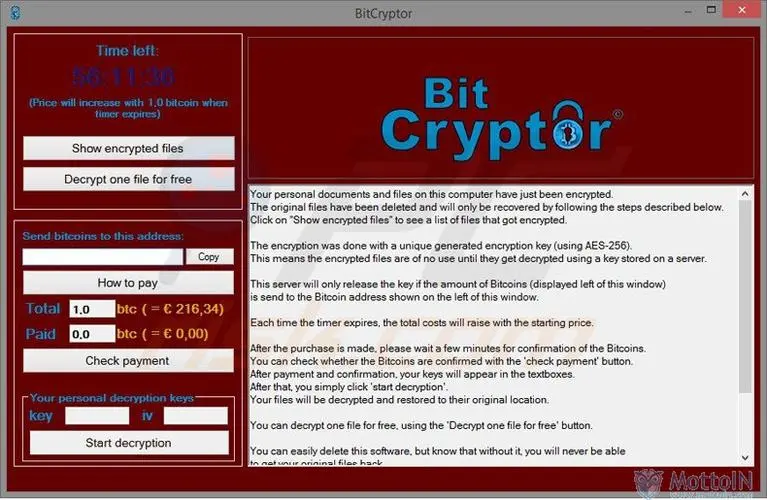 BitCryptor
Time left:
56:11:36
(Price will increase with 1,0 bitcoin when
timer expires)
Show encrypted files
Decrypt one file for free
Send bitcoins to this address:
Copy
How to pay
Total 1,0 btc ( = € 216,34)
Paid 0,0 btc ( = € 0,00)
Check payment
Your personal decryption keys
key iv
Start decryption
Bit
Cryptor©
Your personal documents and files on this computer have just been encrypted.
The original files have been deleted and will only be recovered by following the steps described below.
Click on "Show encrypted files" to see a list of files that got encrypted.
The encryption was done with a unique generated encryption key (using AES-256).
This means the encrypted files are of no use until they get decrypted using a key stored on a server.
This server will only release the key if the amount of Bitcoins (displayed left of this window)
is send to the Bitcoin address shown on the left of this window.
Each time the timer expires, the total costs will raise with the starting price.
After the purchase is made, please wait a few minutes for confirmation of the Bitcoins.
You can check whether the Bitcoins are confirmed with the 'check payment' button.
After payment and confirmation, your keys will appear in the textboxes.
After that, you simply click 'start decryption'.
Your files will be decrypted and restored to their original location.
You can decrypt one file for free, using the 'Decrypt one file for free' button.
You can easily delete this software, but know that without it, you will never be able
to get your original files back.
MottoIN